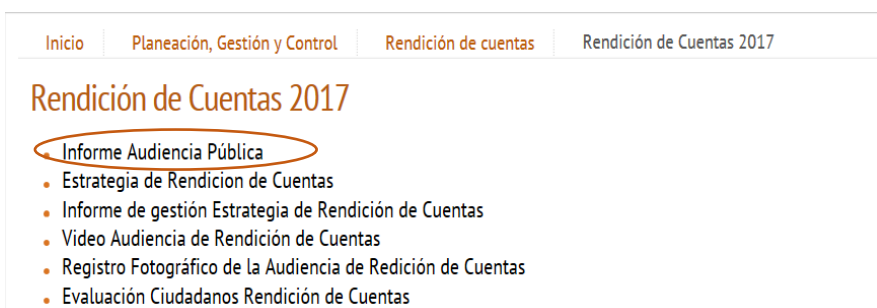 Inicio Planeación, Gestión y Control Rendición de cuentas Rendición de Cuentas 2017
Rendición de Cuentas 2017
Informe Audiencia Pública
Estrategia de Rendicion de Cuentas
Informe de gestión Estrategia de Rendición de Cuentas
Video Audiencia de Rendición de Cuentas
Registro Fotográfico de la Audiencia de Redición de Cuentas
Evaluación Ciudadanos Rendición de Cuentas